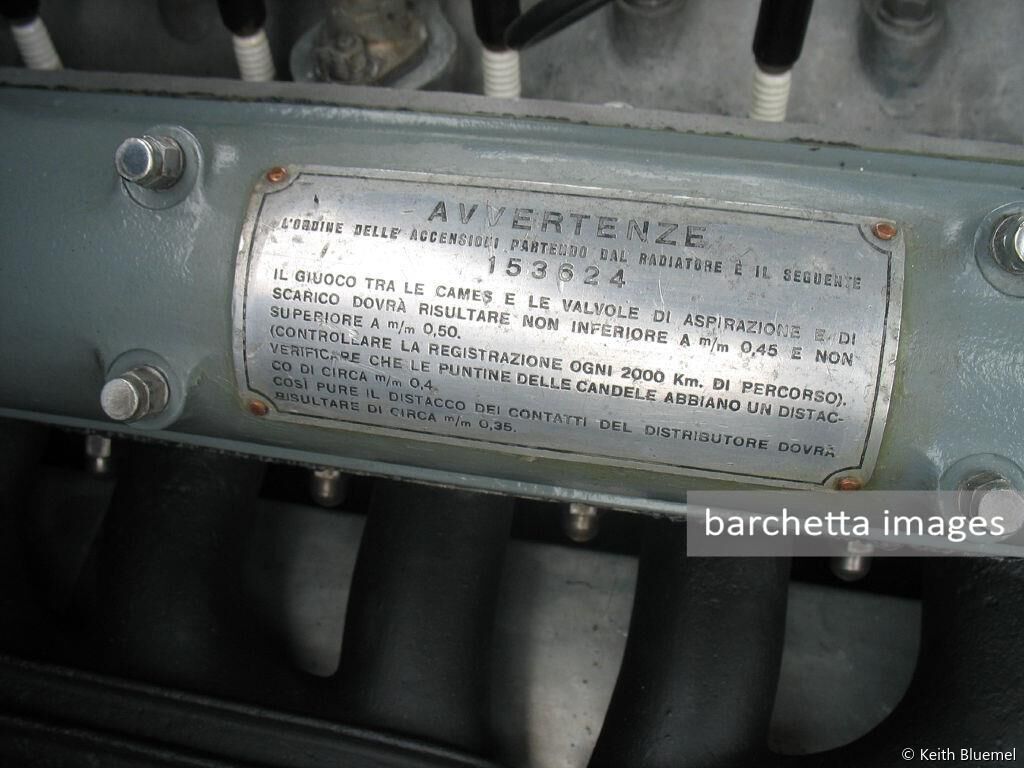 AVVERTENZE
L'ORDINE DELLE ACCENSIONI PARTENDO DAL RADIATORE È IL SEGUENTE
153624
IL GIUOCO TRA LE CAMES E LE VALVOLE DI ASPIRAZIONE E DI
SCARICO DOVRÀ RISULTARE NON INFERIORE A m/m 0,45 E NON
SUPERIORE A m/m 0,50.
(CONTROLLARE LA REGISTRAZIONE OGNI 2000 Km. DI PERCORSO).
VERIFICARE CHE LE PUNTINE DELLE CANDELE ABBIANO UN DISTAC-
CO DI CIRCA m/m 0,4.
COSÌ PURE IL DISTACCO DEI CONTATTI DEL DISTRIBUTORE DOVRÀ
RISULTARE DI CIRCA m/m 0,35.
barchetta images
© Keith Bluemel